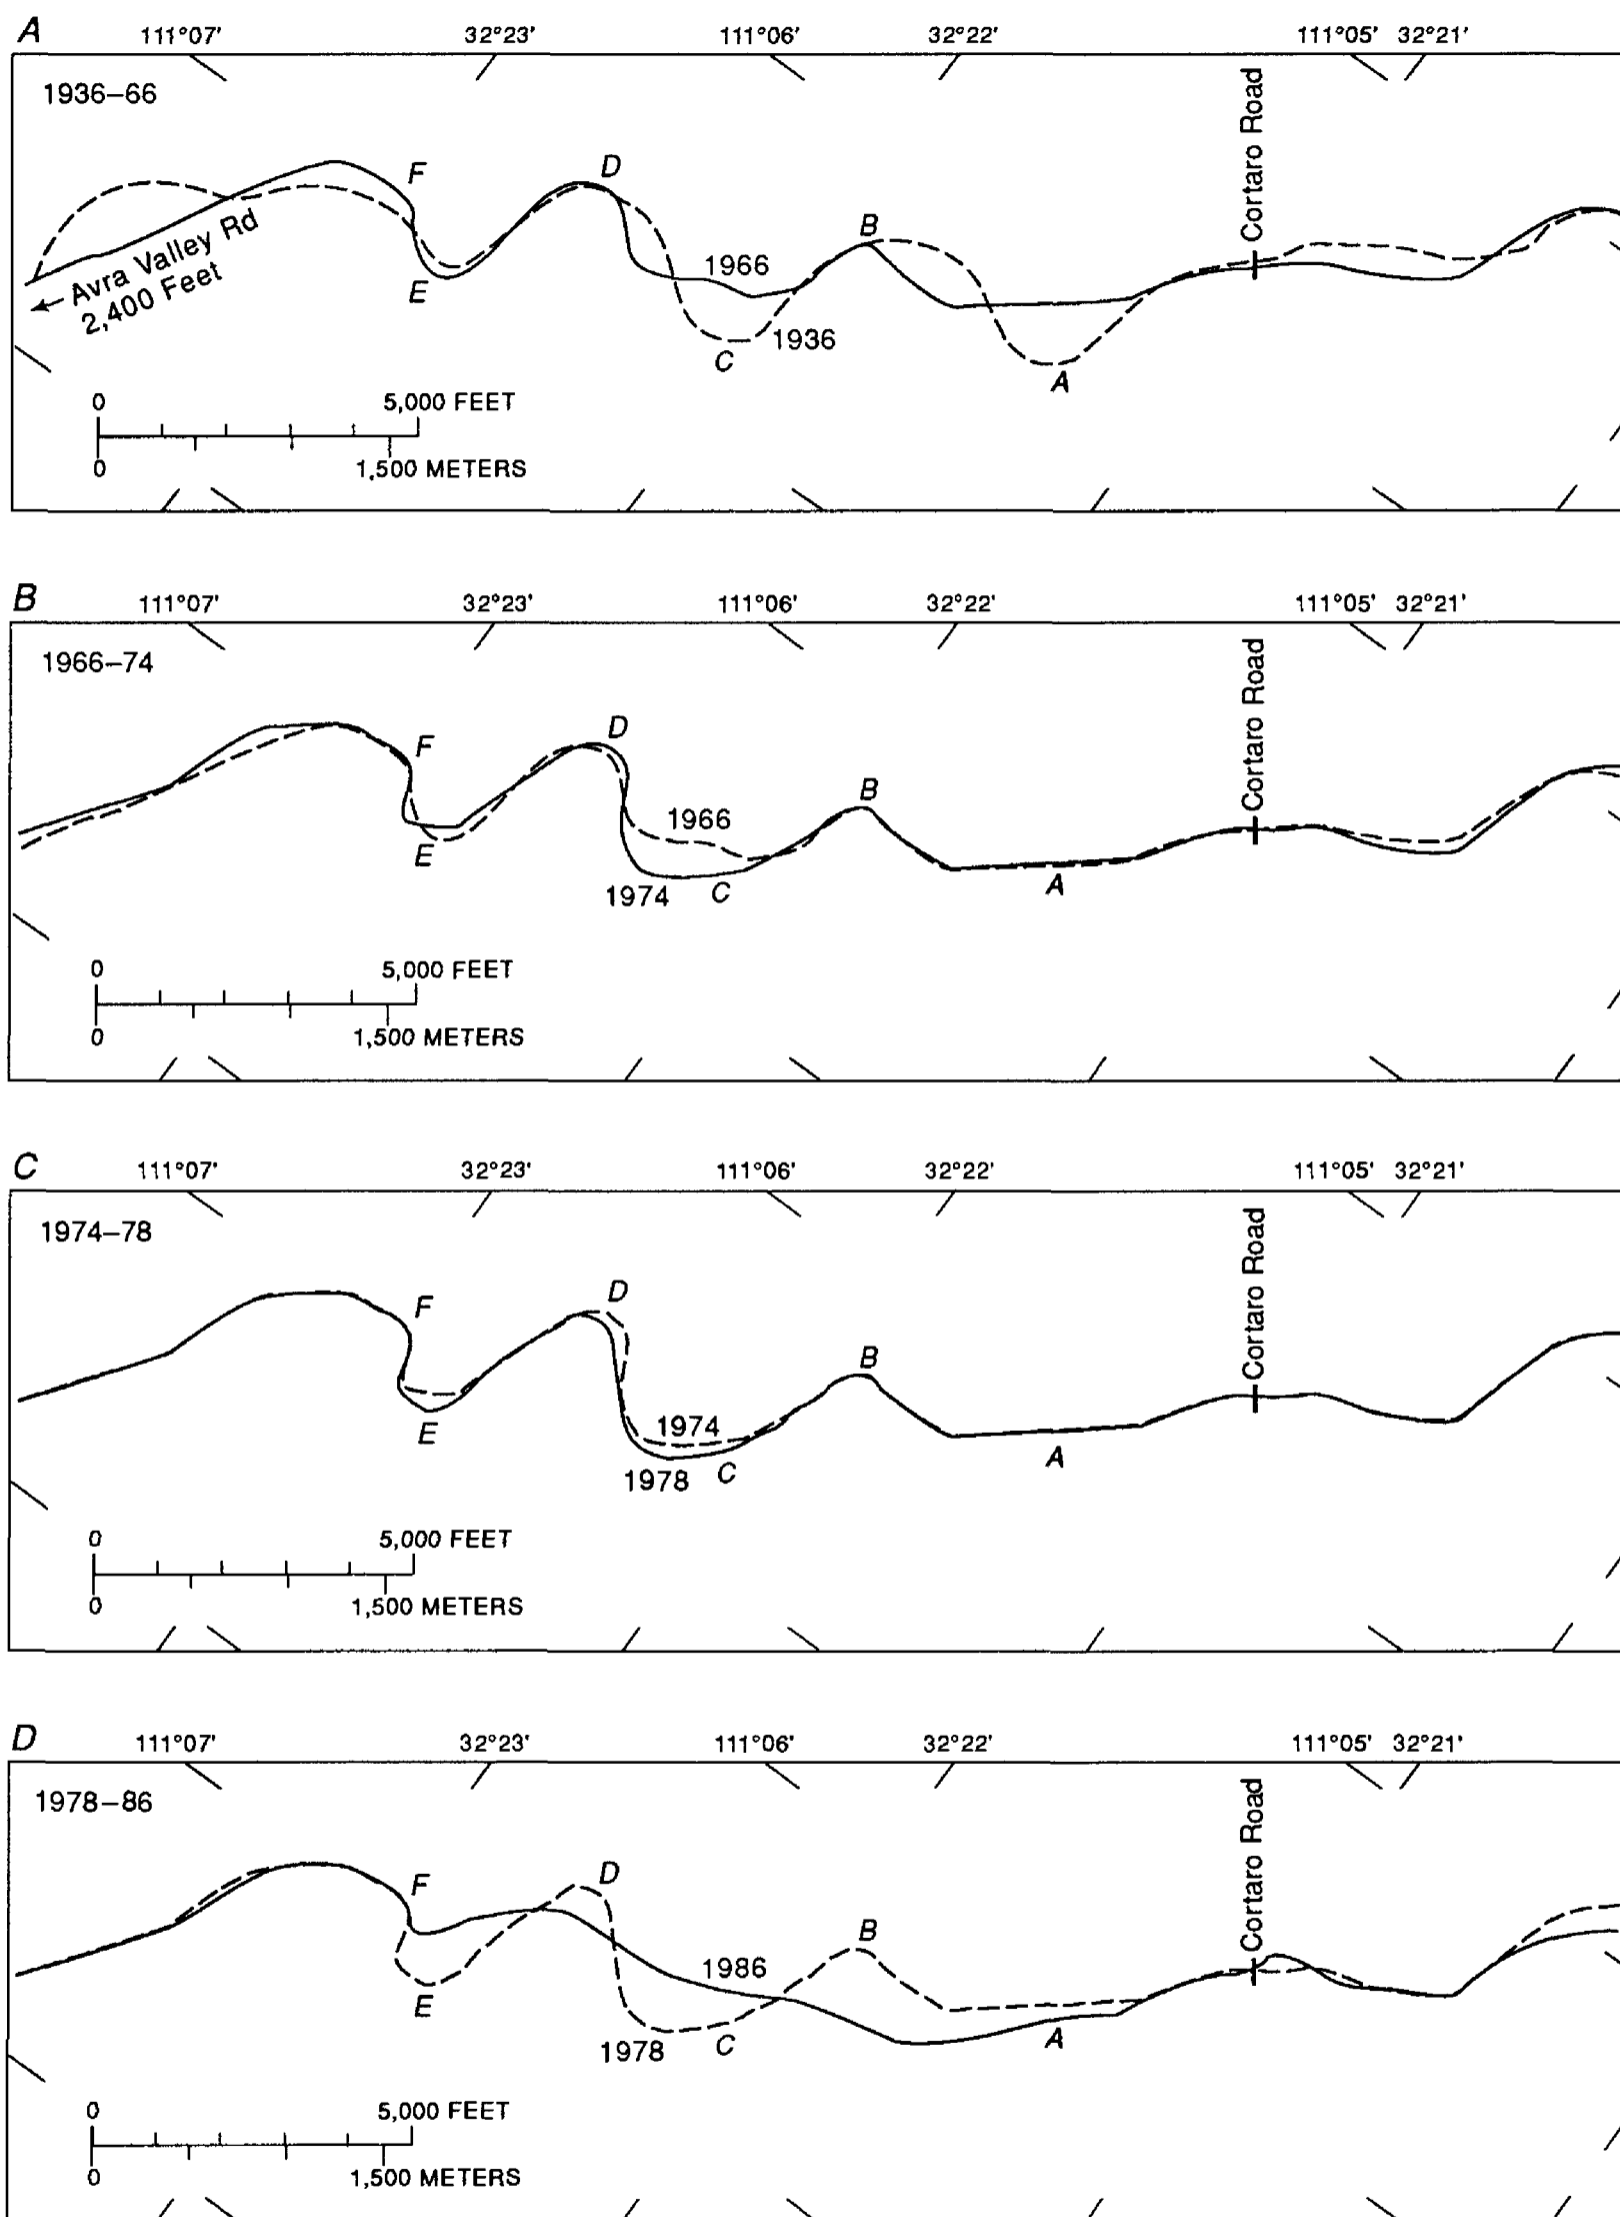 A
111°07' 32°23' 111°06' 32°22' 111°05' 32°21'
1936–66
Cortaro Road
F
D
B
Avra Valley Rd
2,400 Feet
E
1966
1936
C
A
0 5,000 FEET
0 1,500 METERS
B
111°07' 32°23' 111°06' 32°22' 111°05' 32°21'
1966–74
Cortaro Road
F
D
B
1966
E
1974
C
A
0 5,000 FEET
0 1,500 METERS
C
111°07' 32°23' 111°06' 32°22' 111°05' 32°21'
1974–78
Cortaro Road
F
D
B
E
1974
1978
C
A
0 5,000 FEET
0 1,500 METERS
D
111°07' 32°23' 111°06' 32°22' 111°05' 32°21'
1978–86
Cortaro Road
F
D
B
1986
E
1978
C
A
0 5,000 FEET
0 1,500 METERS